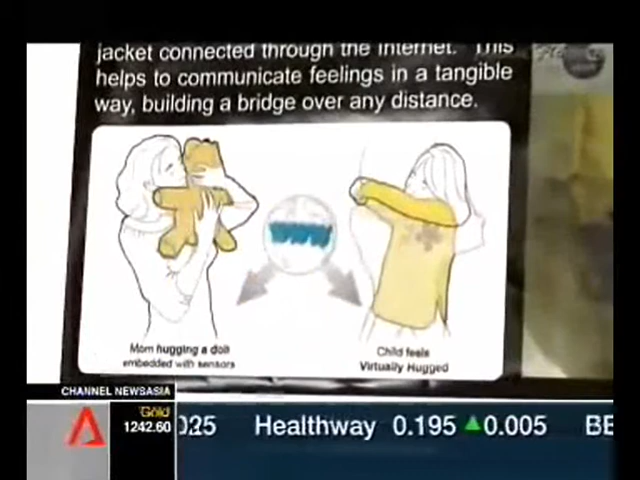 jacket connected through the internet. This
helps to communicate feelings in a tangible
way, building a bridge over any distance.
www
Mom hugging a doll
embedded with sensors
Child feels
Virtually Hugged
CHANNEL NEWSASIA
Gold
1242.60
025 Healthway 0.195 ▲0.005 BE